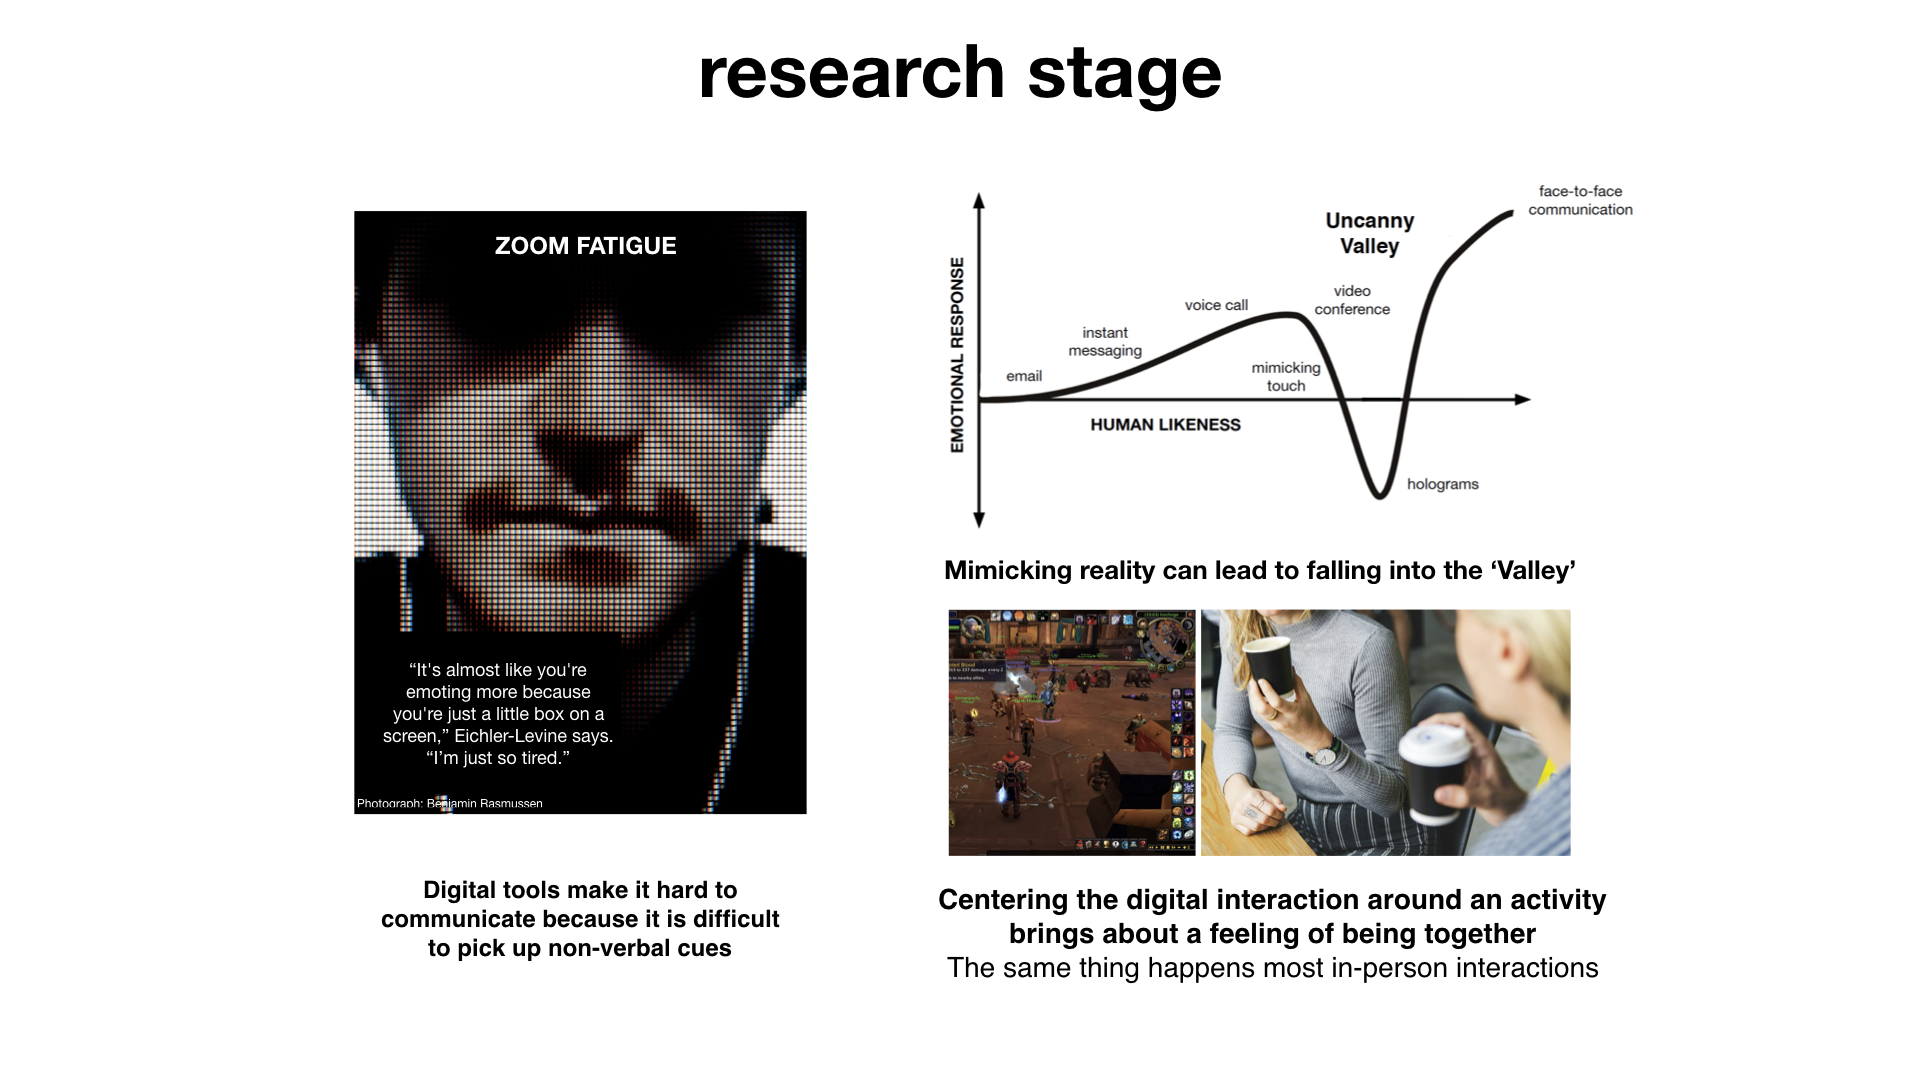 research stage
ZOOM FATIGUE
“It's almost like you're
emoting more because
you're just a little box on a
screen,” Eichler-Levine says.
“I’m just so tired.”
Photograph: Benjamin Rasmussen
Digital tools make it hard to
communicate because it is difficult
to pick up non-verbal cues
EMOTIONAL RESPONSE
HUMAN LIKENESS
Uncanny
Valley
email
instant
messaging
voice call
video
conference
mimicking
touch
holograms
face-to-face
communication
Mimicking reality can lead to falling into the ‘Valley’
Centering the digital interaction around an activity
brings about a feeling of being together
The same thing happens most in-person interactions